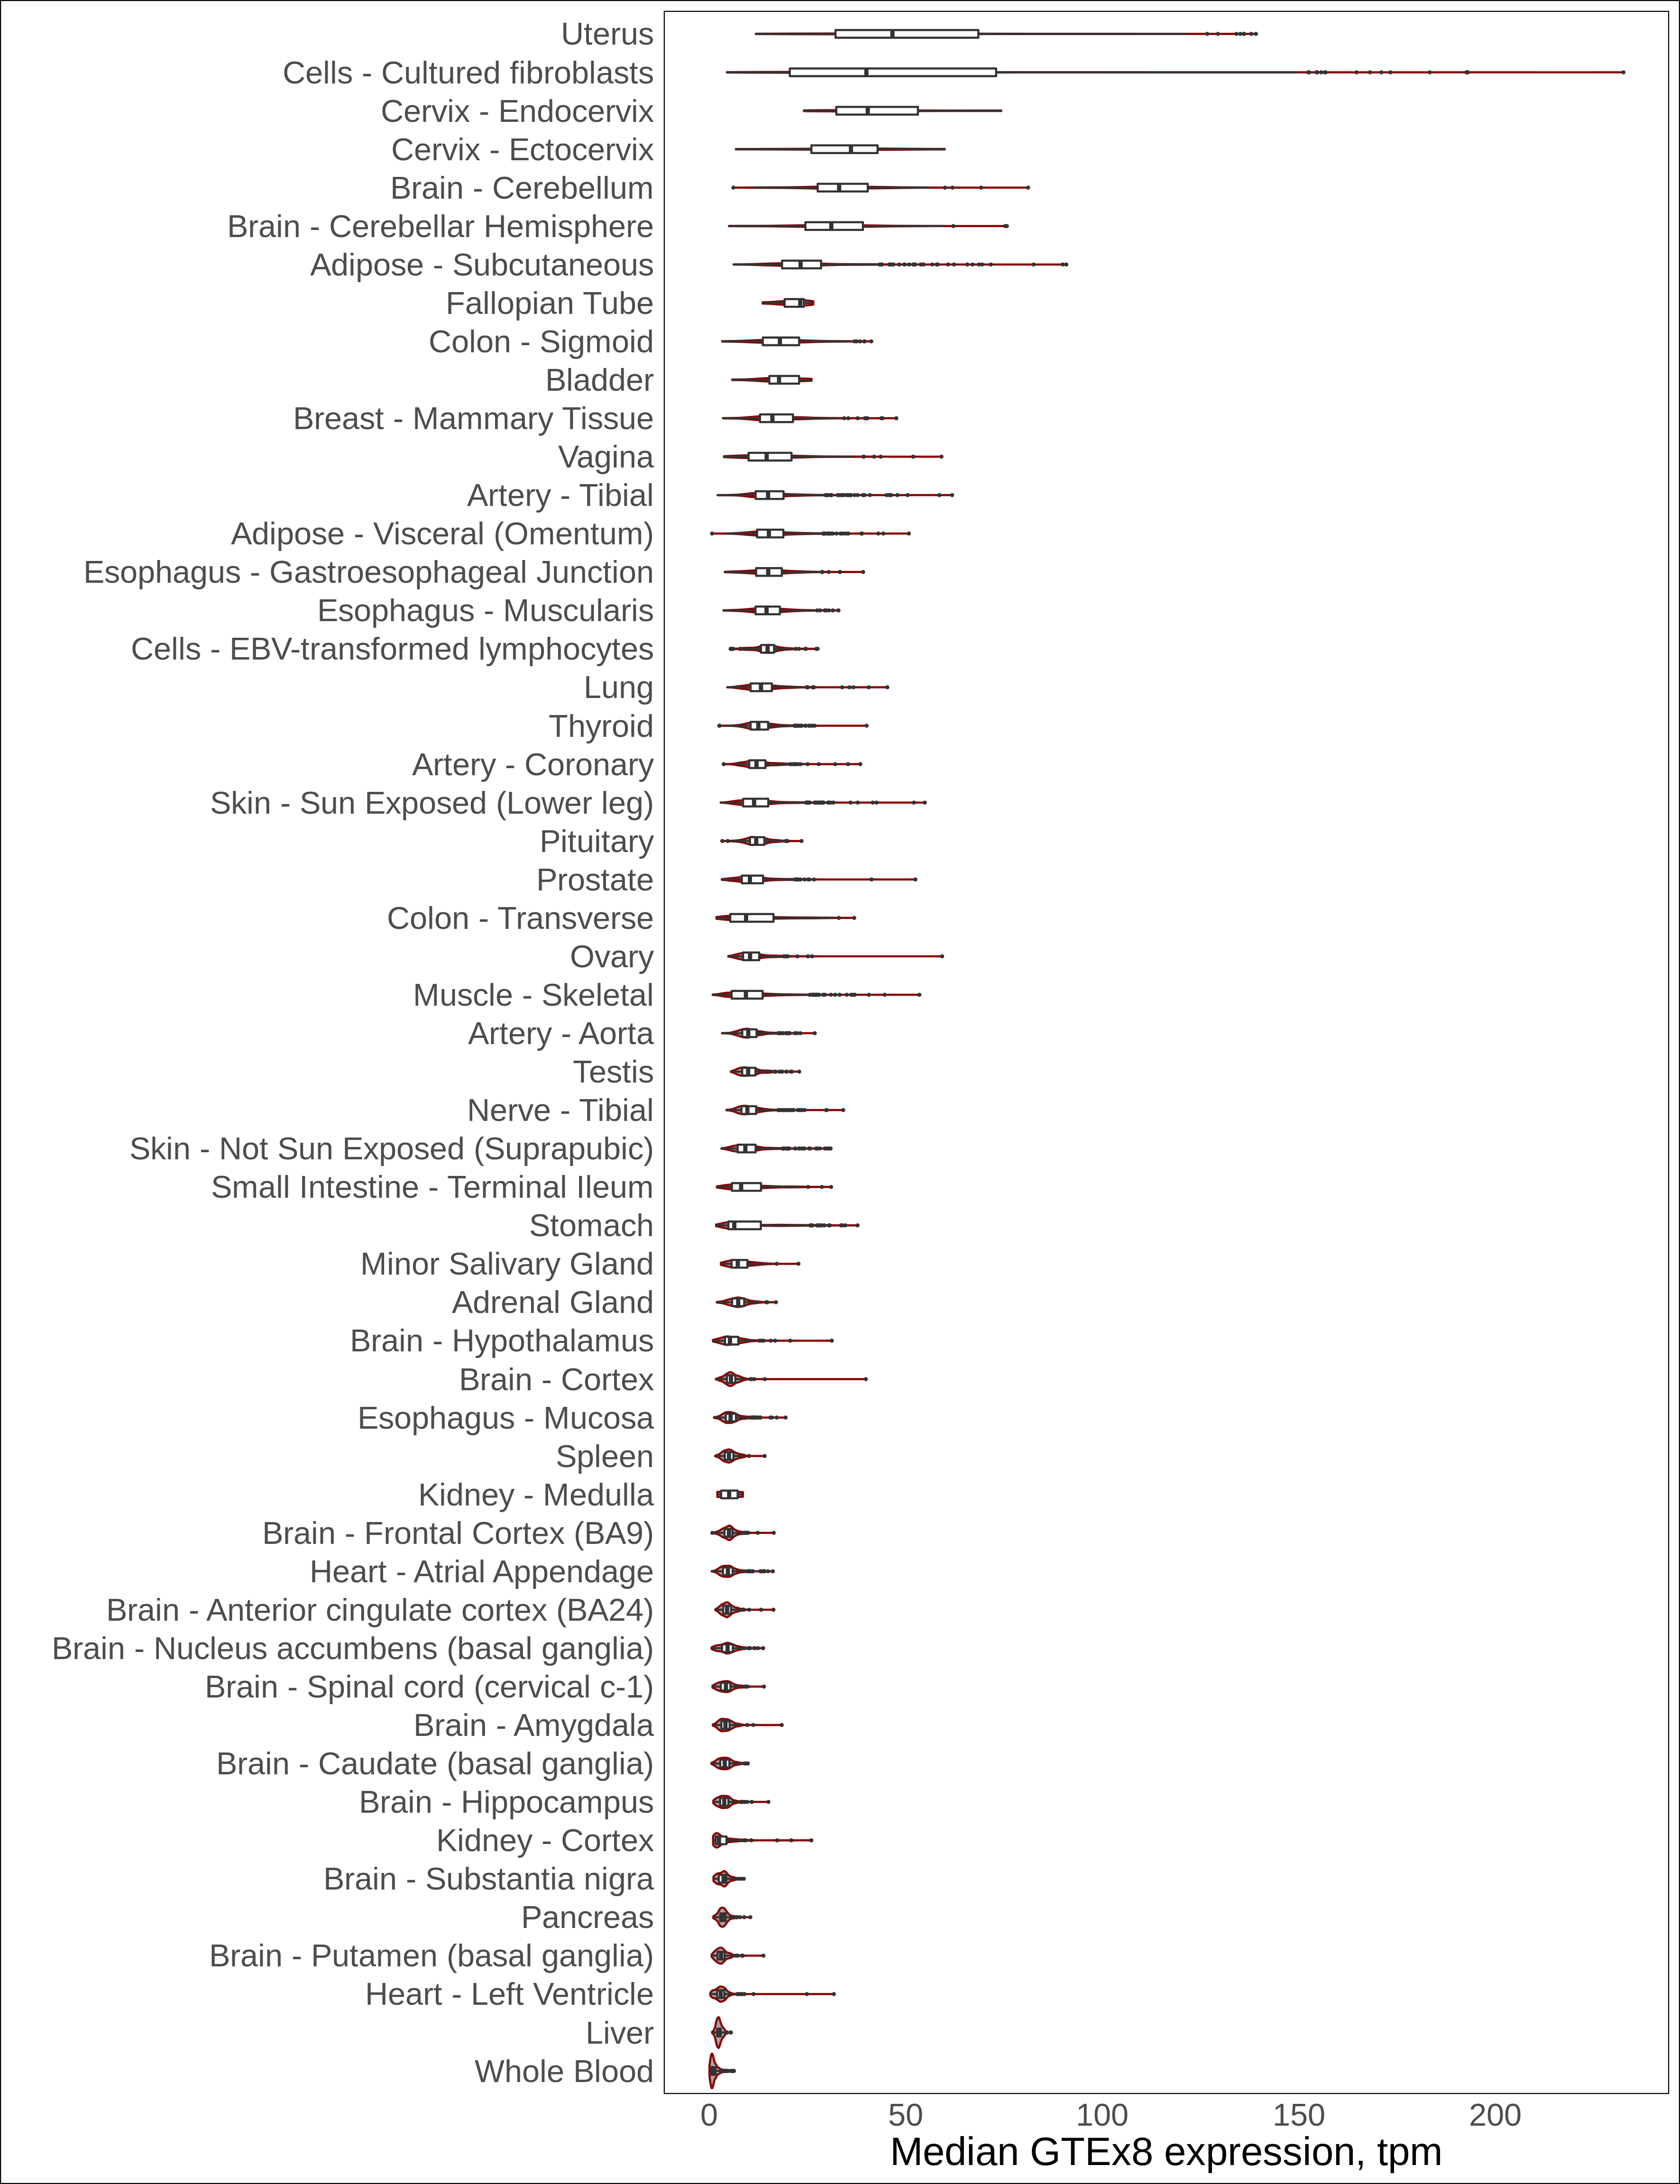 Uterus
Cells - Cultured fibroblasts
Cervix - Endocervix
Cervix - Ectocervix
Brain - Cerebellum
Brain - Cerebellar Hemisphere
Adipose - Subcutaneous
Fallopian Tube
Colon - Sigmoid
Bladder
Breast - Mammary Tissue
Vagina
Artery - Tibial
Adipose - Visceral (Omentum)
Esophagus - Gastroesophageal Junction
Esophagus - Muscularis
Cells - EBV-transformed lymphocytes
Lung
Thyroid
Artery - Coronary
Skin - Sun Exposed (Lower leg)
Pituitary
Prostate
Colon - Transverse
Ovary
Muscle - Skeletal
Artery - Aorta
Testis
Nerve - Tibial
Skin - Not Sun Exposed (Suprapubic)
Small Intestine - Terminal Ileum
Stomach
Minor Salivary Gland
Adrenal Gland
Brain - Hypothalamus
Brain - Cortex
Esophagus - Mucosa
Spleen
Kidney - Medulla
Brain - Frontal Cortex (BA9)
Heart - Atrial Appendage
Brain - Anterior cingulate cortex (BA24)
Brain - Nucleus accumbens (basal ganglia)
Brain - Spinal cord (cervical c-1)
Brain - Amygdala
Brain - Caudate (basal ganglia)
Brain - Hippocampus
Kidney - Cortex
Brain - Substantia nigra
Pancreas
Brain - Putamen (basal ganglia)
Heart - Left Ventricle
Liver
Whole Blood
0 50 100 150 200
Median GTEx8 expression, tpm